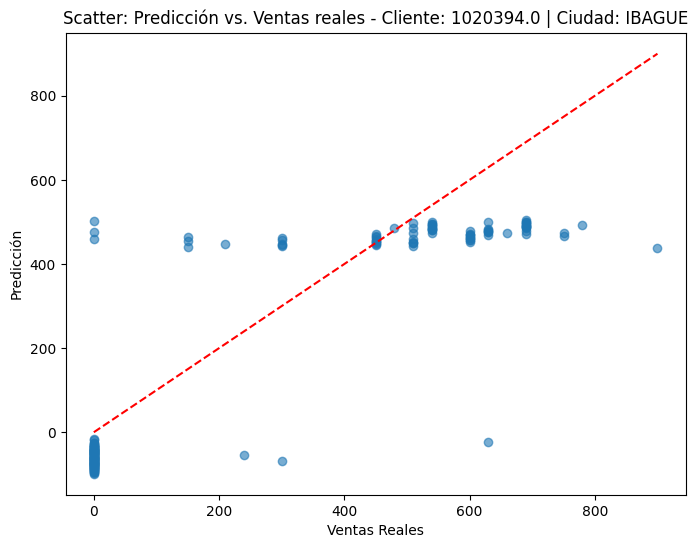 Scatter: Predicción vs. Ventas reales - Cliente: 1020394.0 | Ciudad: IBAGUE
Predicción
800
600
400
200
0
0 200 400 600 800
Ventas Reales